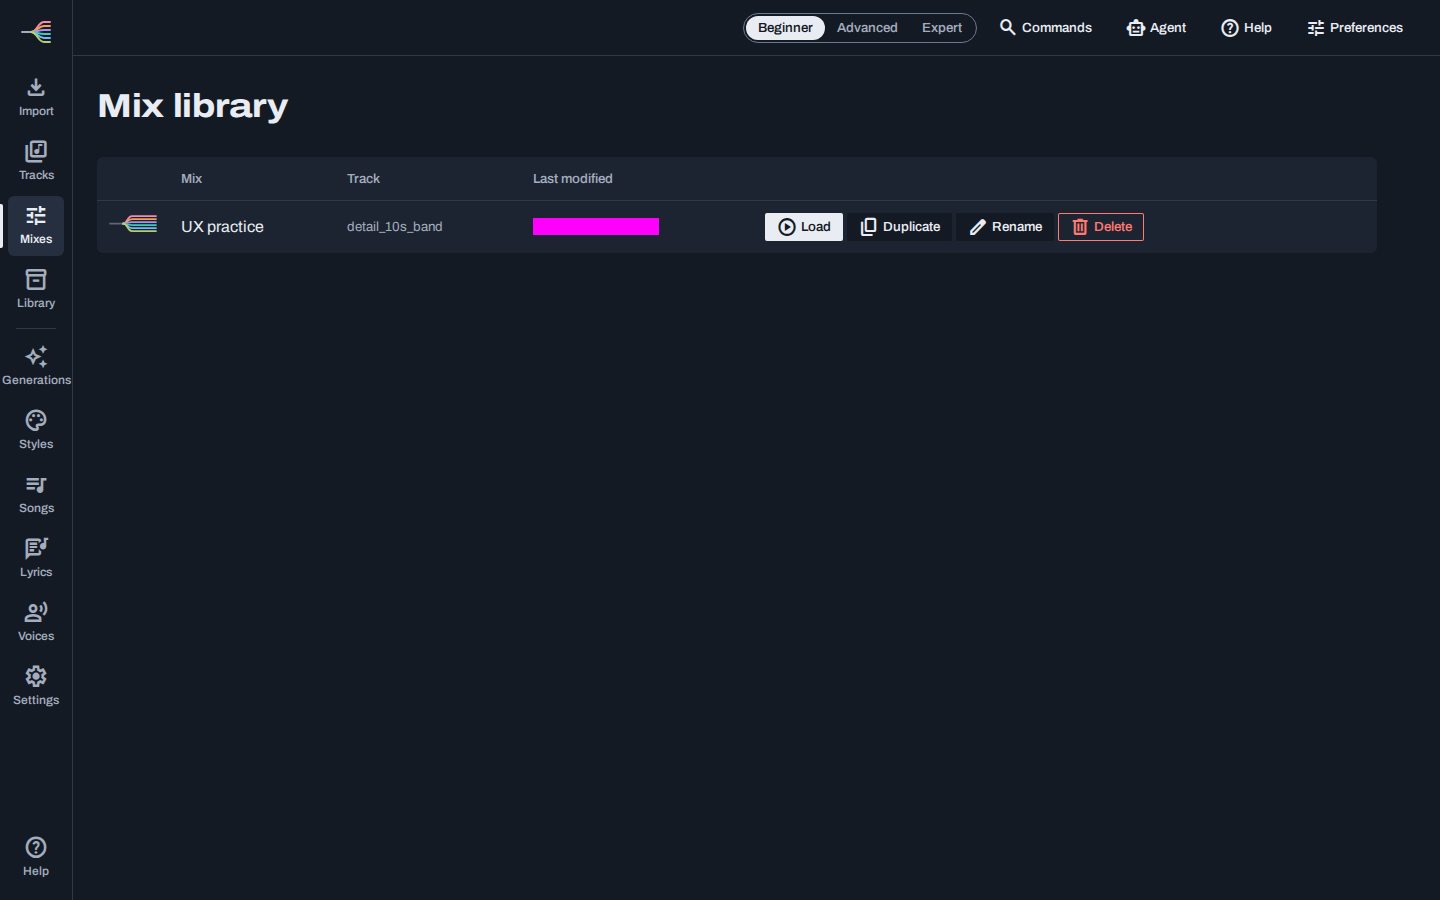 Beginner Advanced Expert Commands Agent Help Preferences
Import
Tracks
Mixes
Library
Generations
Styles
Songs
Lyrics
Voices
Settings
Help
Mix library
Mix Track Last modified
UX practice detail_10s_band Load Duplicate Rename Delete